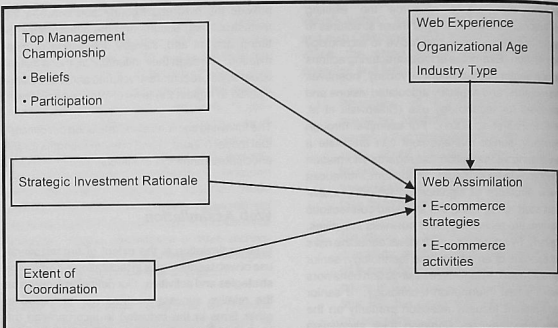 Top Management
Championship
• Beliefs
• Participation
Web Experience
Organizational Age
Industry Type
Strategic Investment Rationale
Web Assimilation
• E-commerce
strategies
• E-commerce
activities
Extent of
Coordination